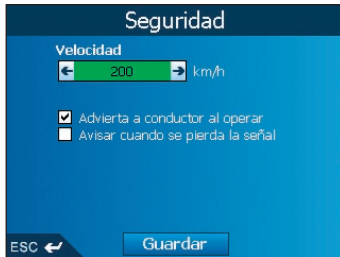 Seguridad
Velocidad
200 km/h
Advierta a conductor al operar
Avisar cuando se pierda la señal
ESC Guardar